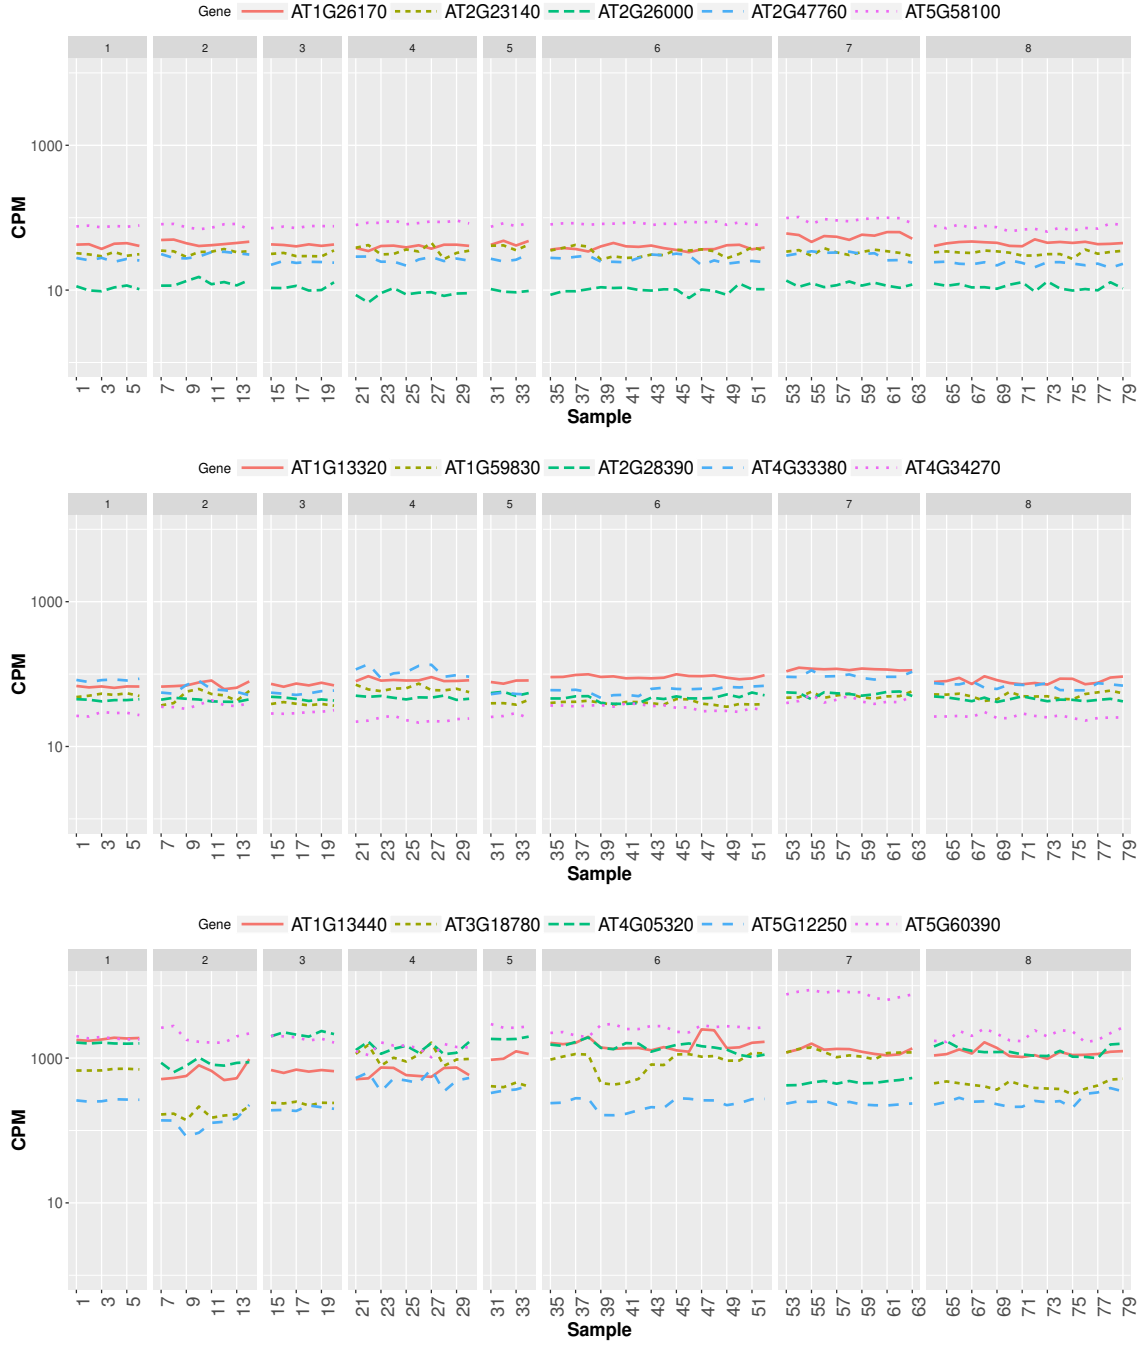 Gene AT1G26170 AT2G23140 AT2G26000 AT2G47760 AT5G58100
1 2 3 4 5 6 7 8
1000
10
CPM
1 3 5 7 9 11 13 15 17 19 21 23 25 27 29 31 33 35 37 39 41 43 45 47 49 51 53 55 57 59 61 63 65 67 69 71 73 75 77 79
Sample
Gene AT1G13320 AT1G59830 AT2G28390 AT4G33380 AT4G34270
1 2 3 4 5 6 7 8
1000
10
CPM
1 3 5 7 9 11 13 15 17 19 21 23 25 27 29 31 33 35 37 39 41 43 45 47 49 51 53 55 57 59 61 63 65 67 69 71 73 75 77 79
Sample
Gene AT1G13440 AT3G18780 AT4G05320 AT5G12250 AT5G60390
1 2 3 4 5 6 7 8
1000
10
CPM
1 3 5 7 9 11 13 15 17 19 21 23 25 27 29 31 33 35 37 39 41 43 45 47 49 51 53 55 57 59 61 63 65 67 69 71 73 75 77 79
Sample